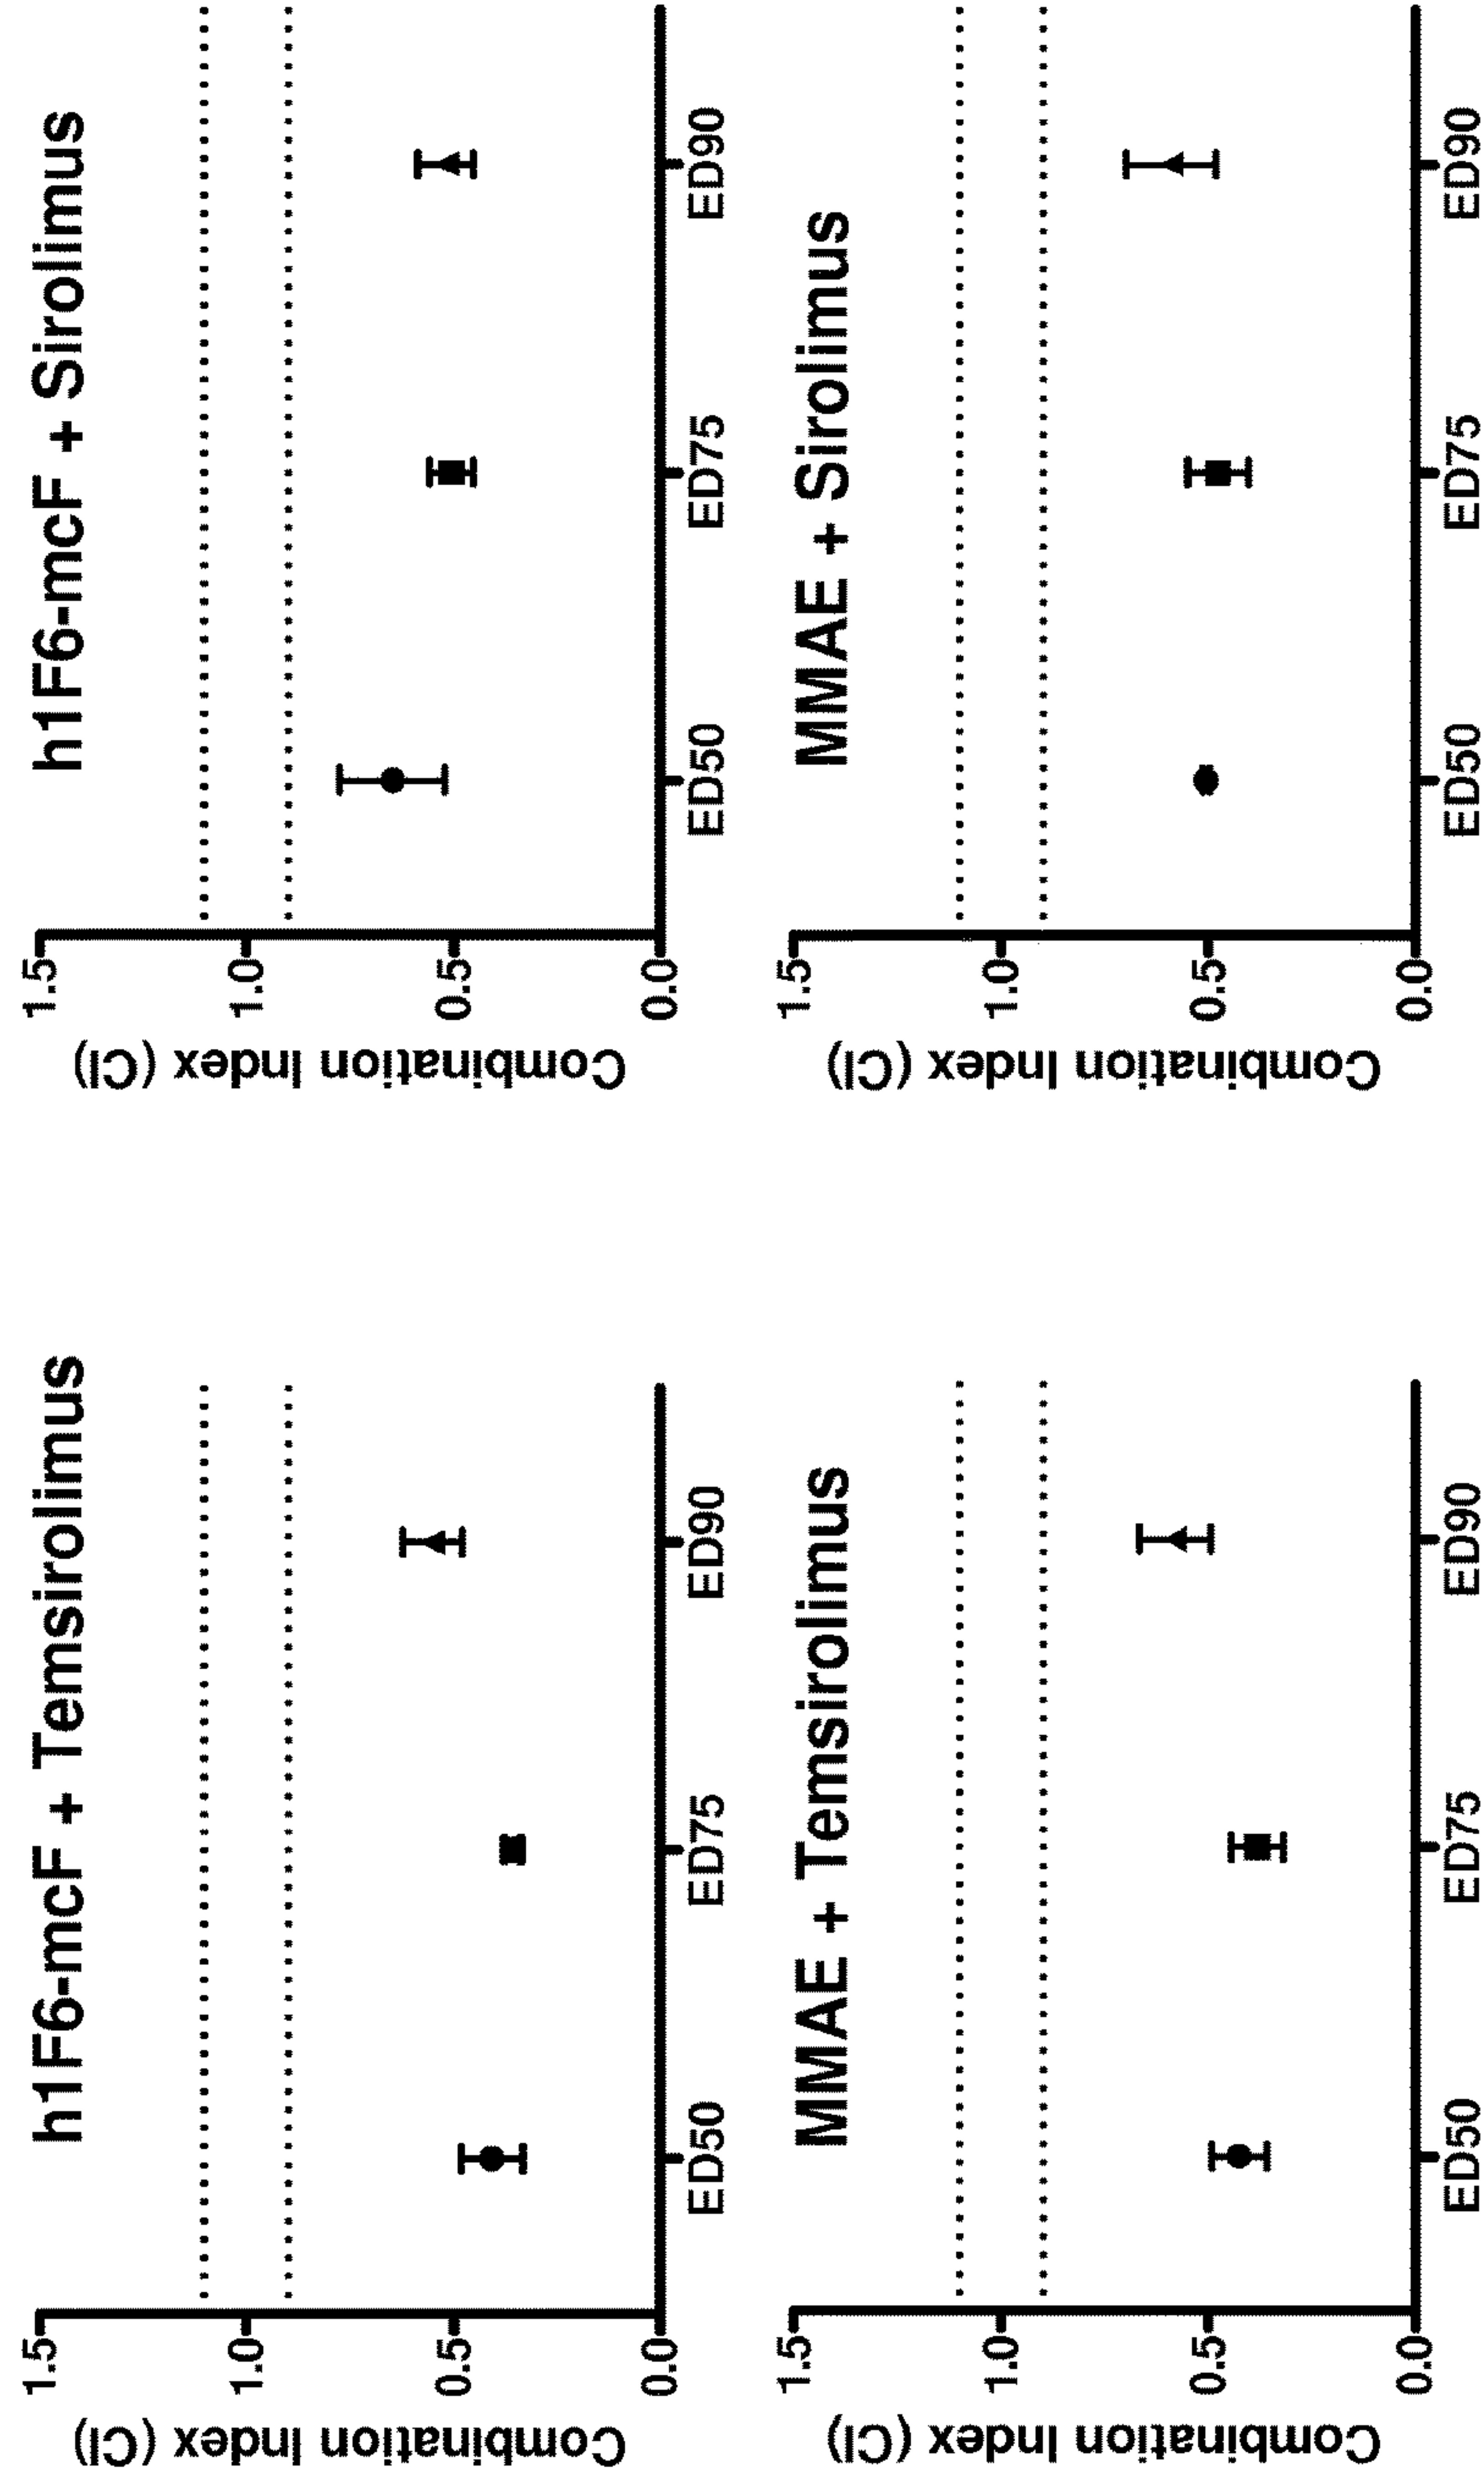 h1F6-mcF + Temsirolimus
Combination Index (CI)
1.5
1.0
0.5
0.0
ED50 ED75 ED90
h1F6-mcF + Sirolimus
Combination Index (CI)
1.5
1.0
0.5
0.0
ED50 ED75 ED90
MMAE + Temsirolimus
Combination Index (CI)
1.5
1.0
0.5
0.0
ED50 ED75 ED90
MMAE + Sirolimus
Combination Index (CI)
1.5
1.0
0.5
0.0
ED50 ED75 ED90